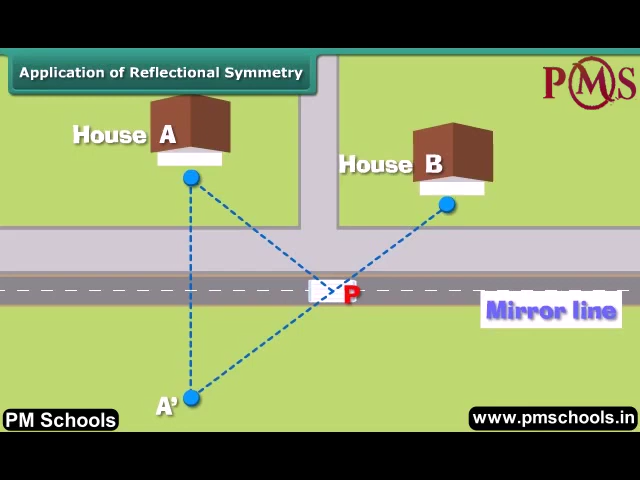 Application of Reflectional Symmetry
PMS
House A
House B
P
Mirror line
A'
PM Schools
www.pmschools.in